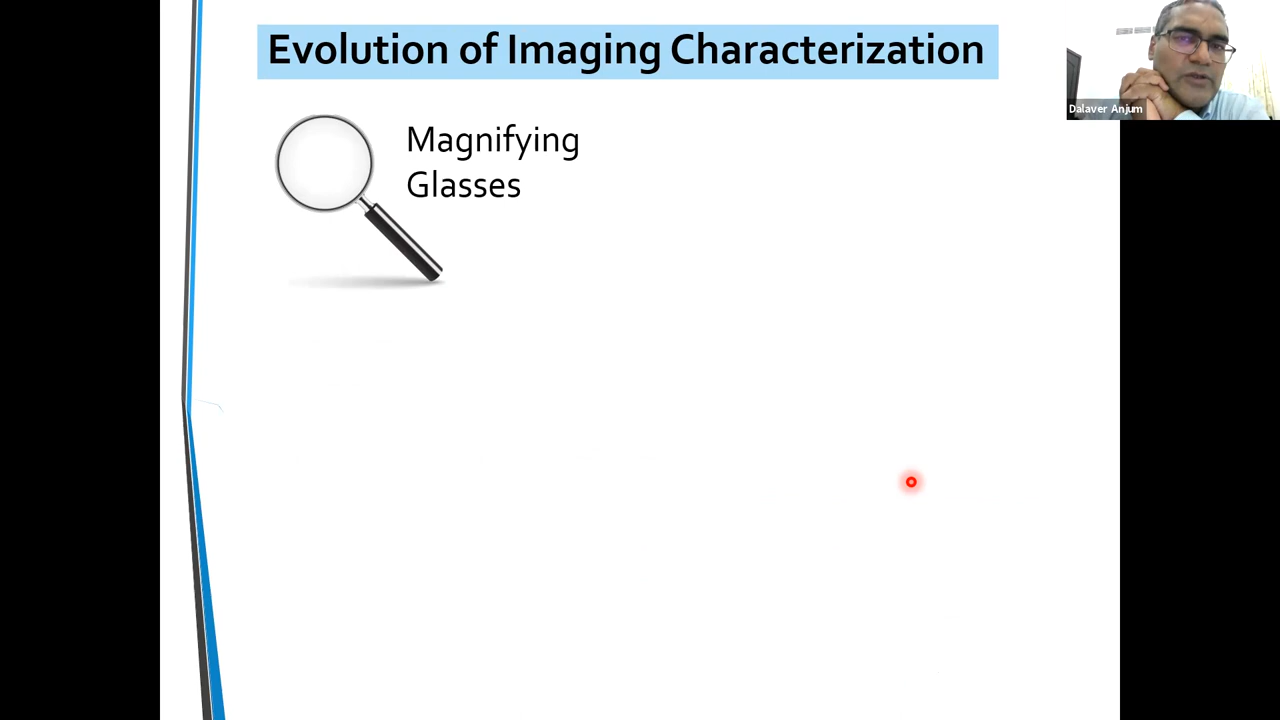 Evolution of Imaging Characterization
Magnifying
Glasses
Dalaver Anjum